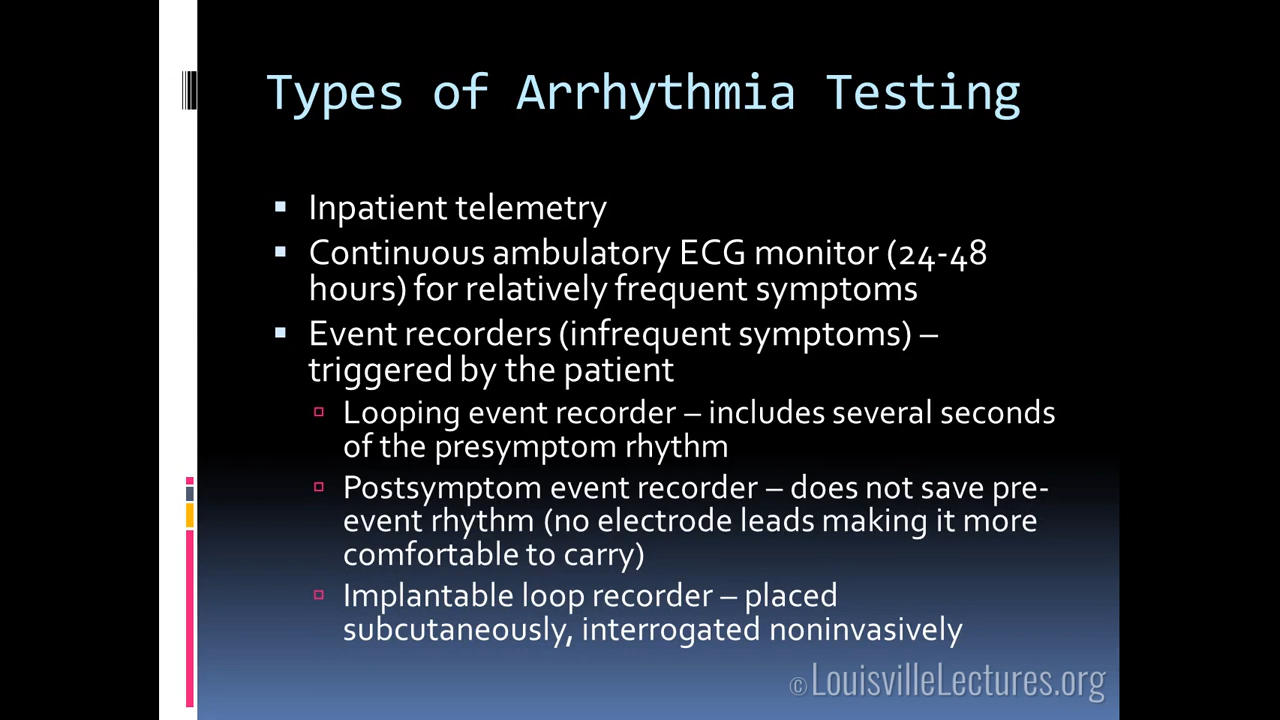 Types of Arrhythmia Testing
Inpatient telemetry
Continuous ambulatory ECG monitor (24-48
hours) for relatively frequent symptoms
Event recorders (infrequent symptoms) –
triggered by the patient
Looping event recorder – includes several seconds
of the presymptom rhythm
Postsymptom event recorder – does not save pre-
event rhythm (no electrode leads making it more
comfortable to carry)
Implantable loop recorder – placed
subcutaneously, interrogated noninvasively
© LouisvilleLectures.org